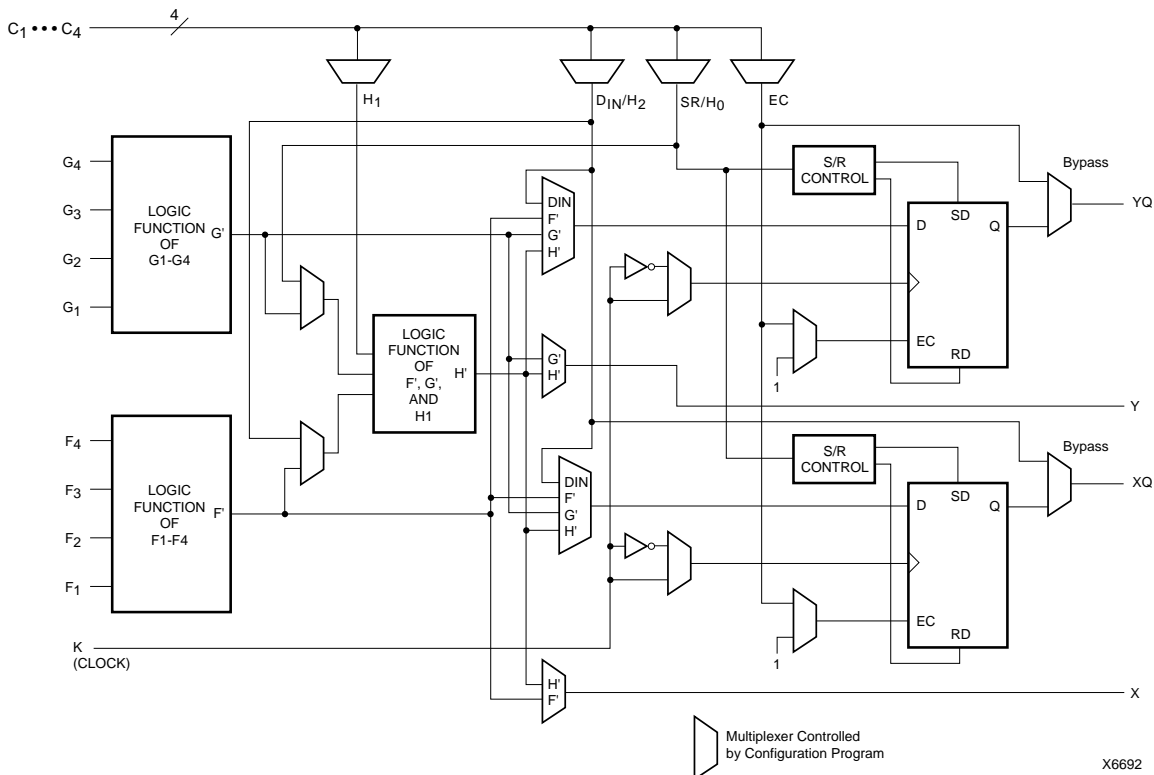 C1 ••• C4
4
H1
DIN/H2
SR/H0
EC
G4
G3
G2
G1
LOGIC
FUNCTION
OF
G1-G4
G'
DIN
F'
G'
H'
S/R
CONTROL
Bypass
D
SD
Q
EC
RD
1
YQ
LOGIC
FUNCTION
OF
F', G',
AND
H1
H'
G'
H'
Y
F4
F3
F2
F1
LOGIC
FUNCTION
OF
F1-F4
F'
DIN
F'
G'
H'
S/R
CONTROL
Bypass
D
SD
Q
EC
RD
1
XQ
K
(CLOCK)
H'
F'
X
Multiplexer Controlled
by Configuration Program
X6692